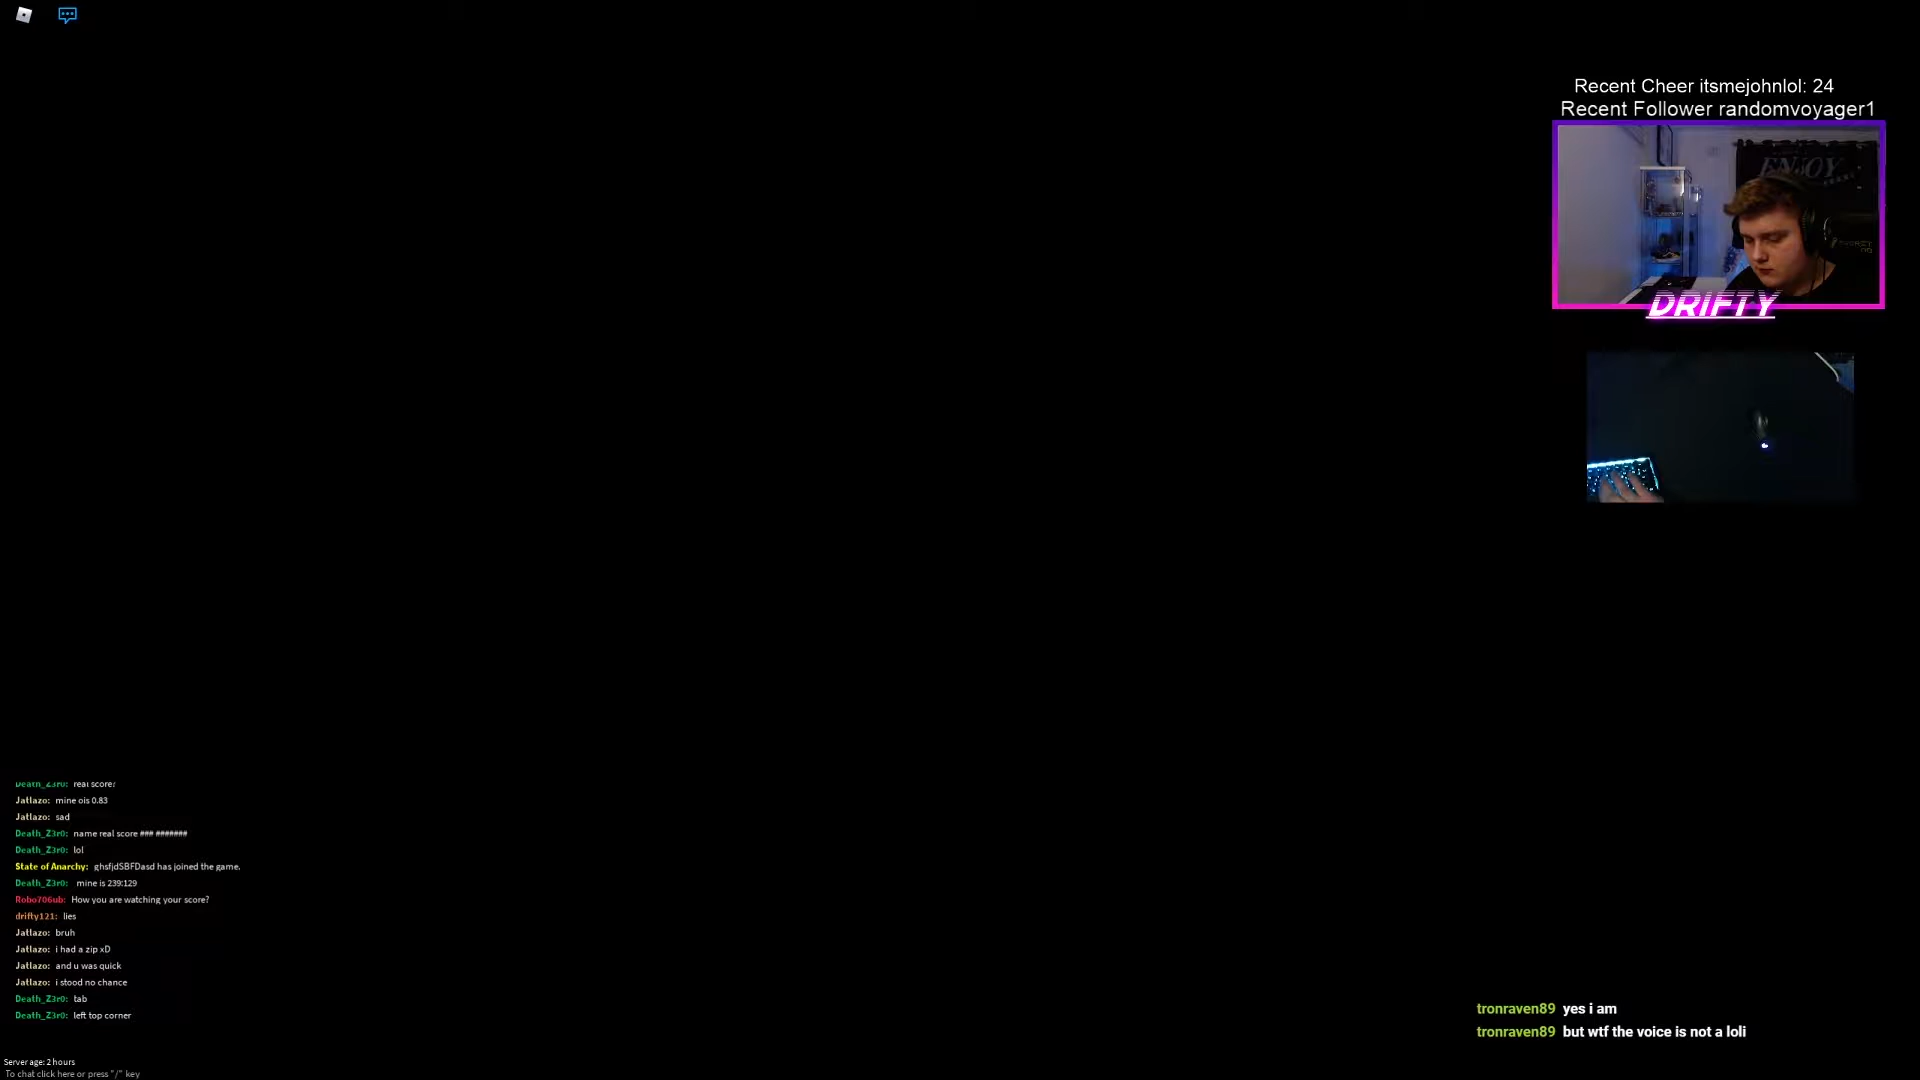 Recent Cheer itsmejohnlol: 24
Recent Follower randomvoyager1
ENJOY
DRIFTY
Death_Z3r0: real score?
Jatlazo: mine ois 0.83
Jatlazo: sad
Death_Z3r0: name real score ### #######
Death_Z3r0: lol
State of Anarchy: ghsfjdSBFDasd has joined the game.
Death_Z3r0: mine is 239:129
Robo706ub: How you are watching your score?
drifty121: lies
Jatlazo: bruh
Jatlazo: i had a zip xD
Jatlazo: and u was quick
Jatlazo: i stood no chance
Death_Z3r0: tab
Death_Z3r0: left top corner
tronraven89 yes i am
tronraven89 but wtf the voice is not a loli
Server age: 2 hours
To chat click here or press "/" key